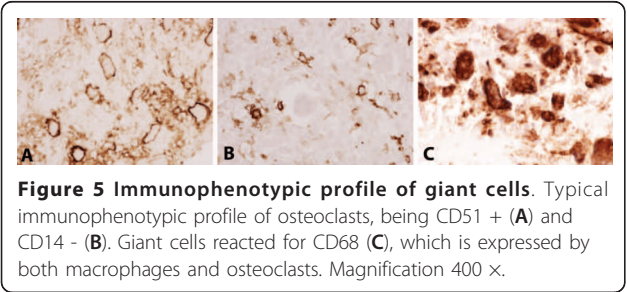 A B C
Figure 5 Immunophenotypic profile of giant cells. Typical
immunophenotypic profile of osteoclasts, being CD51 + (A) and
CD14 - (B). Giant cells reacted for CD68 (C), which is expressed by
both macrophages and osteoclasts. Magnification 400 ×.